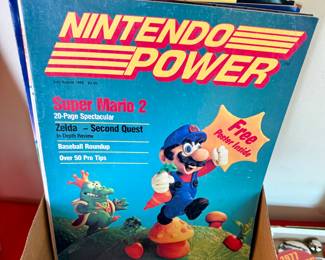 NINTENDO
POWER
Super Mario 2
20-Page Spectacular
Zelda – Second Quest
In-Depth Review
Baseball Roundup
Over 50 Pro Tips
Free
Poster Inside
1977